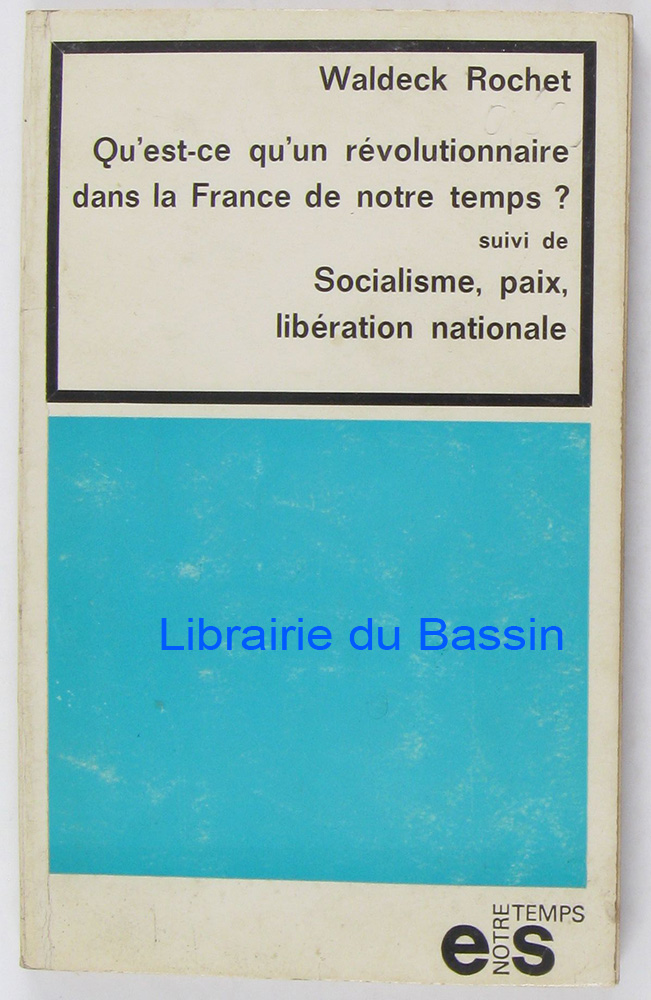 Waldeck Rochet
Qu'est-ce qu'un révolutionnaire
dans la France de notre temps ?
suivi de
Socialisme, paix,
libération nationale
Librairie du Bassin
es
NOTRE
TEMPS